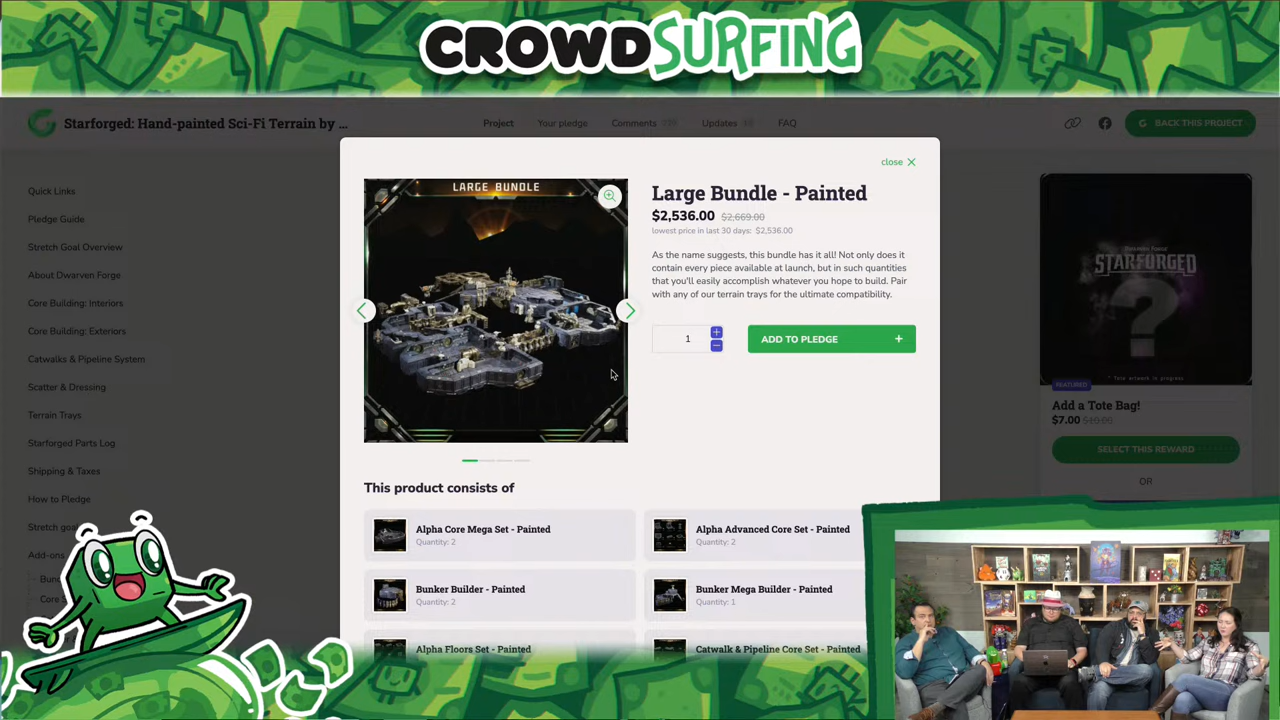 CROWDSURFING
Starforged: Hand-painted Sci-Fi Terrain by ...
Project
Your pledge
Comments
Updates
FAQ
BACK THIS PROJECT
Quick Links
Pledge Guide
Stretch Goal Overview
About Dwarven Forge
Core Building: Interiors
Core Building: Exteriors
Catwalks & Pipeline System
Scatter & Dressing
Terrain Trays
Starforged Parts Log
Shipping & Taxes
How to Pledge
Stretch
Add-ons
close
LARGE BUNDLE
Large Bundle - Painted
$2,536.00 $2,669.00
lowest price in last 30 days: $2,536.00
As the name suggests, this bundle has it all! Not only does it
contain every piece available at launch, but in such quantities
that you'll easily accomplish whatever you hope to build. Pair
with any of our terrain trays for the ultimate compatibility.
1
ADD TO PLEDGE +
This product consists of
Alpha Core Mega Set - Painted
Quantity: 2
Alpha Advanced Core Set - Painted
Quantity: 2
Bunker Builder - Painted
Quantity: 2
Bunker Mega Builder - Painted
Quantity: 1
Alpha Floors Set - Painted
Catwalk & Pipeline Core Set - Painted
STARFORGED
?
FEATURED
Add a Tote Bag!
$7.00 $10.00
SELECT THIS REWARD
OR